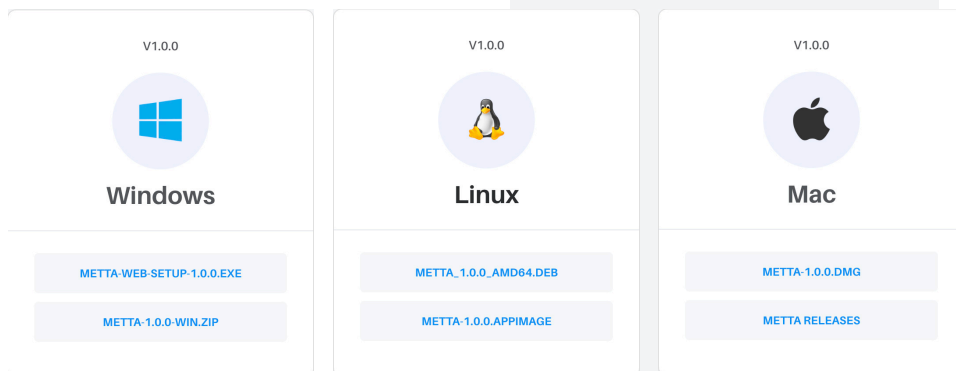 V1.0.0
Windows
METTA-WEB-SETUP-1.0.0.EXE
METTA-1.0.0-WIN.ZIP
V1.0.0
Linux
METTA_1.0.0_AMD64.DEB
METTA-1.0.0.APPIMAGE
V1.0.0
Mac
METTA-1.0.0.DMG
METTA RELEASES